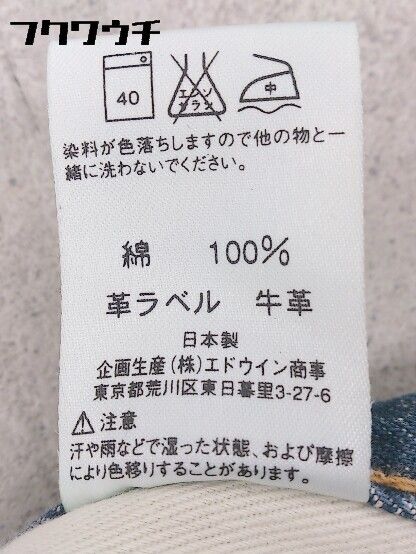 フクワウチ
40
エンソ
サラシ
中
染料が色落ちしますので他の物と一
緒に洗わないでください。
綿 100%
革ラベル 牛革
日本製
企画生産(株)エドウイン商事
東京都荒川区東日暮里3-27-6
⚠注意
汗や雨などで湿った状態、および摩擦
により色移りすることがあります。